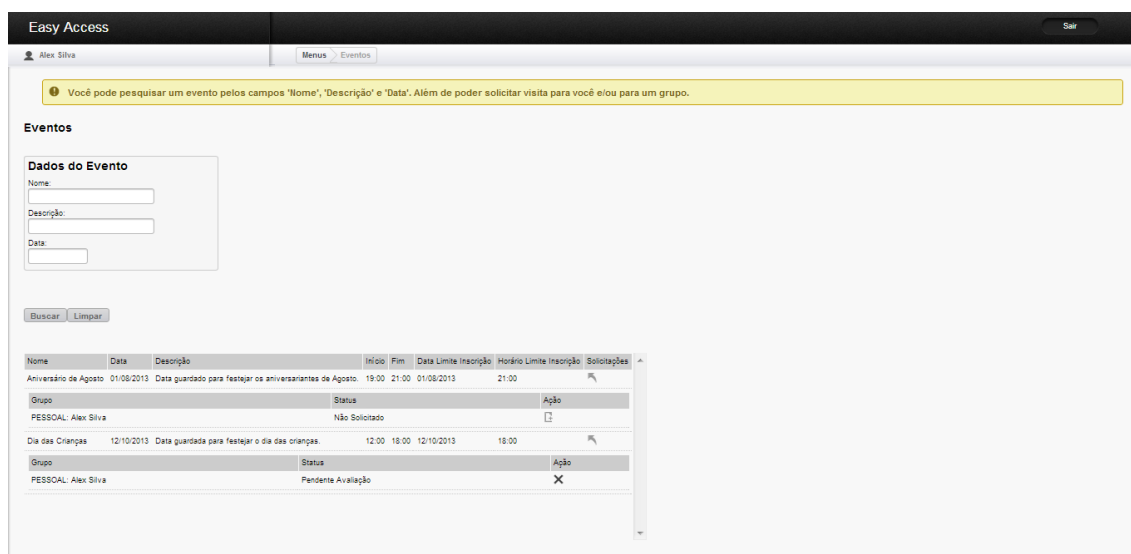 Easy Access
Sair
Alex Silva
Menus Eventos
Você pode pesquisar um evento pelos campos 'Nome', 'Descrição' e 'Data'. Além de poder solicitar visita para você e/ou para um grupo.
Eventos
Dados do Evento
Nome:
Descrição:
Data:
Buscar Limpar
Nome Data Descrição Início Fim Data Limite Inscrição Horário Limite Inscrição Solicitações
Aniversário de Agosto 01/08/2013 Data guardado para festejar os aniversariantes de Agosto. 19:00 21:00 01/08/2013 21:00
Grupo Status Ação
PESSOAL: Alex Silva Não Solicitado
Dia das Crianças 12/10/2013 Data guardada para festejar o dia das crianças. 12:00 18:00 12/10/2013 18:00
Grupo Status Ação
PESSOAL: Alex Silva Pendente Avaliação